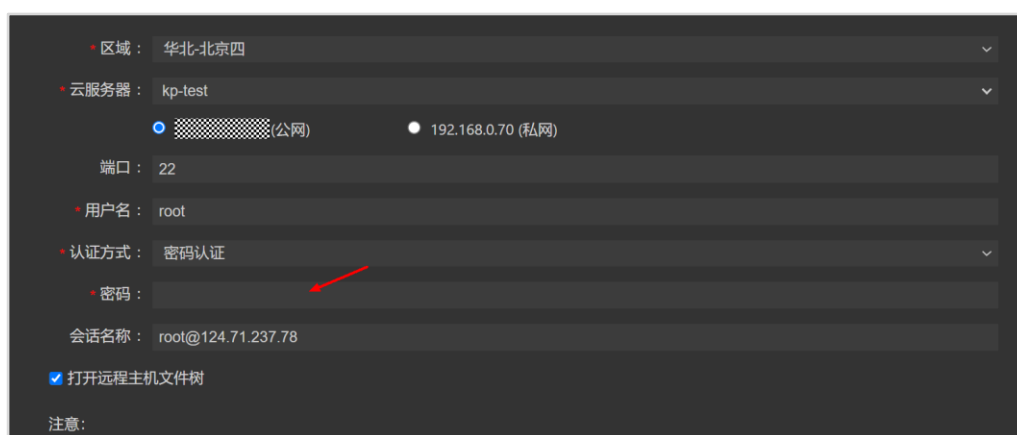 * 区域： 华北-北京四
* 云服务器： kp-test
(公网) 192.168.0.70 (私网)
端口： 22
* 用户名： root
* 认证方式： 密码认证
* 密码：
会话名称： root@124.71.237.78
打开远程主机文件树
注意: